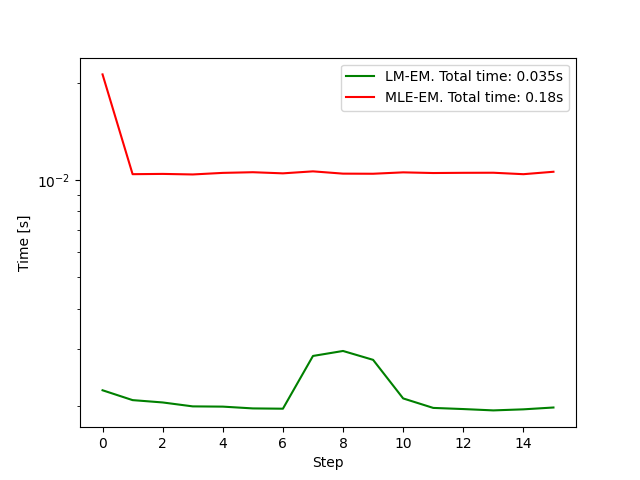 LM-EM. Total time: 0.035s
MLE-EM. Total time: 0.18s
10⁻²
Time [s]
0 2 4 6 8 10 12 14
Step